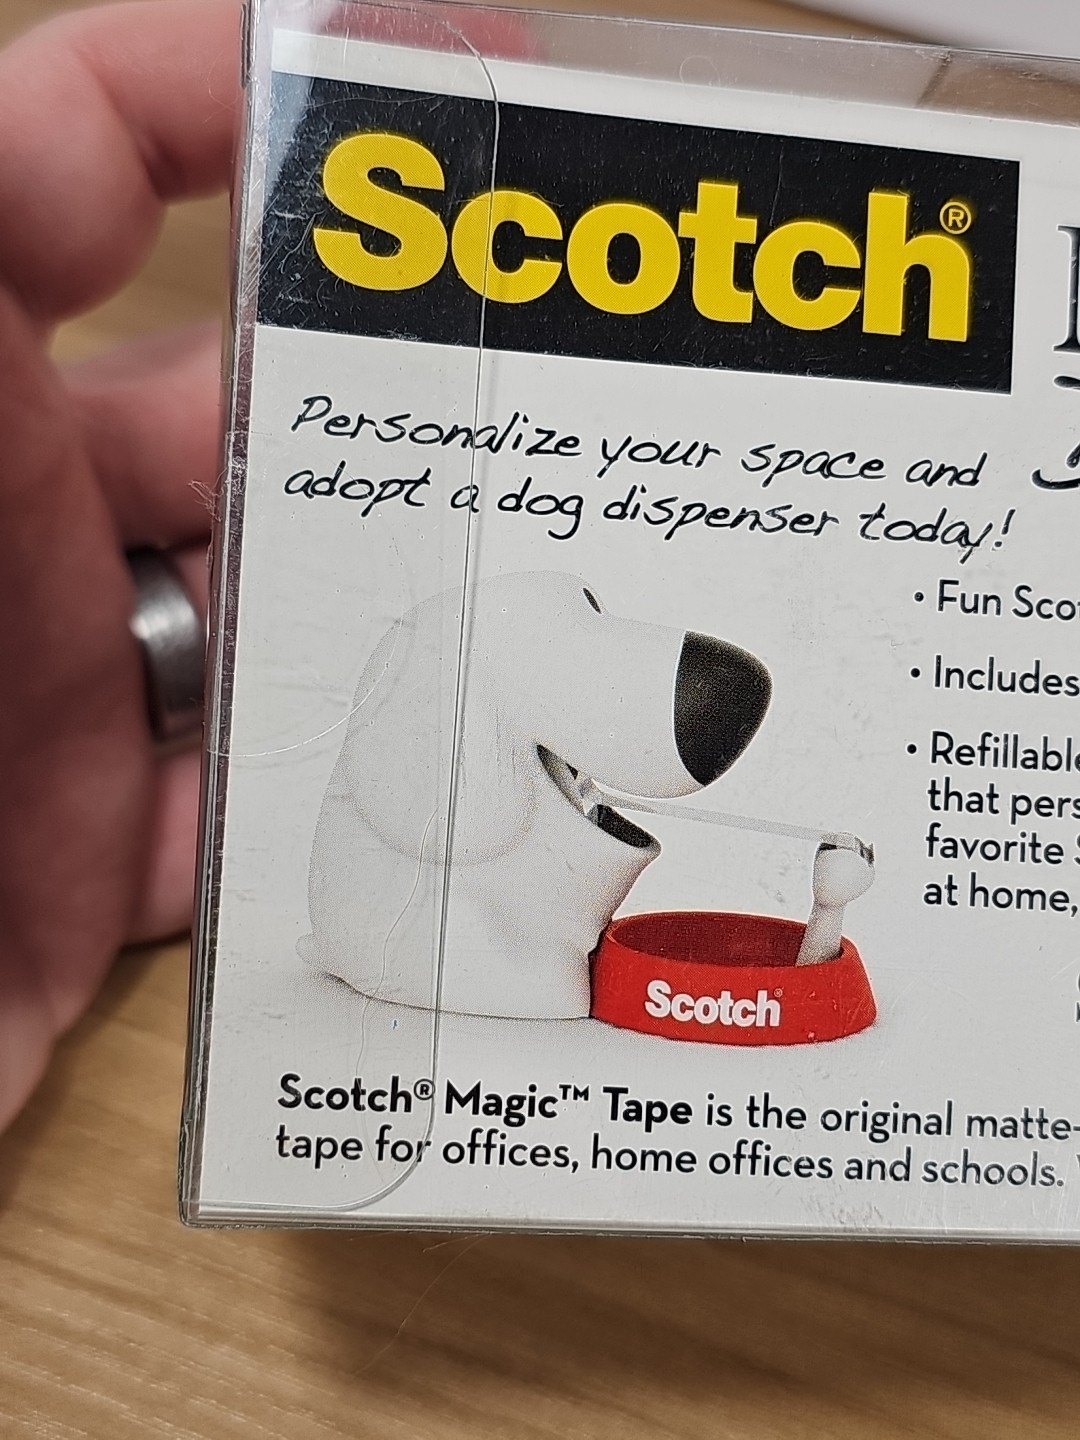 Scotch®
Personalize your space and
adopt a dog dispenser today!
• Fun
• Includes
• Refillable
that
favorite
at home,
Scotch®
Scotch® Magic™ Tape is the original matte-
tape for offices, home offices and schools.